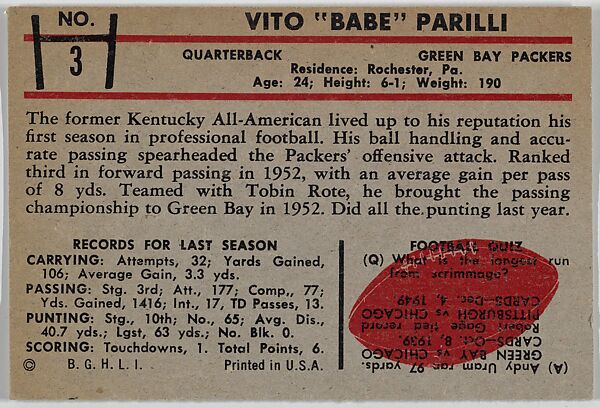 NO.
3
VITO "BABE" PARILLI
QUARTERBACK GREEN BAY PACKERS
Residence: Rochester, Pa.
Age: 24; Height: 6-1; Weight: 190
The former Kentucky All-American lived up to his reputation his
first season in professional football. His ball handling and accu-
rate passing spearheaded the Packers' offensive attack. Ranked
third in forward passing in 1952, with an average gain per pass
of 8 yds. Teamed with Tobin Rote, he brought the passing
championship to Green Bay in 1952. Did all the punting last year.
RECORDS FOR LAST SEASON
CARRYING: Attempts, 32; Yards Gained,
106; Average Gain, 3.3 yds.
PASSING: Stg. 3rd; Att., 177; Comp., 77;
Yds. Gained, 1416; Int., 17, TD Passes, 13.
PUNTING: Stg., 10th; No., 65; Avg. Dis.,
40.7 yds.; Lgst, 63 yds.; No. Blk. 0.
SCORING: Touchdowns, 1. Total Points, 6.
© B. G. H. L. I. Printed in U.S.A.
FOOTBALL QUIZ
(Q) What is the longest run
from scrimmage?
(A) Andy Uram ran 97 yards.
GREEN BAY vs CHICAGO
CARDS-Oct. 8, 1939.
Robert Gage tied record
PITTSBURGH vs CHICAGO
CARDS-Dec. 4, 1949.